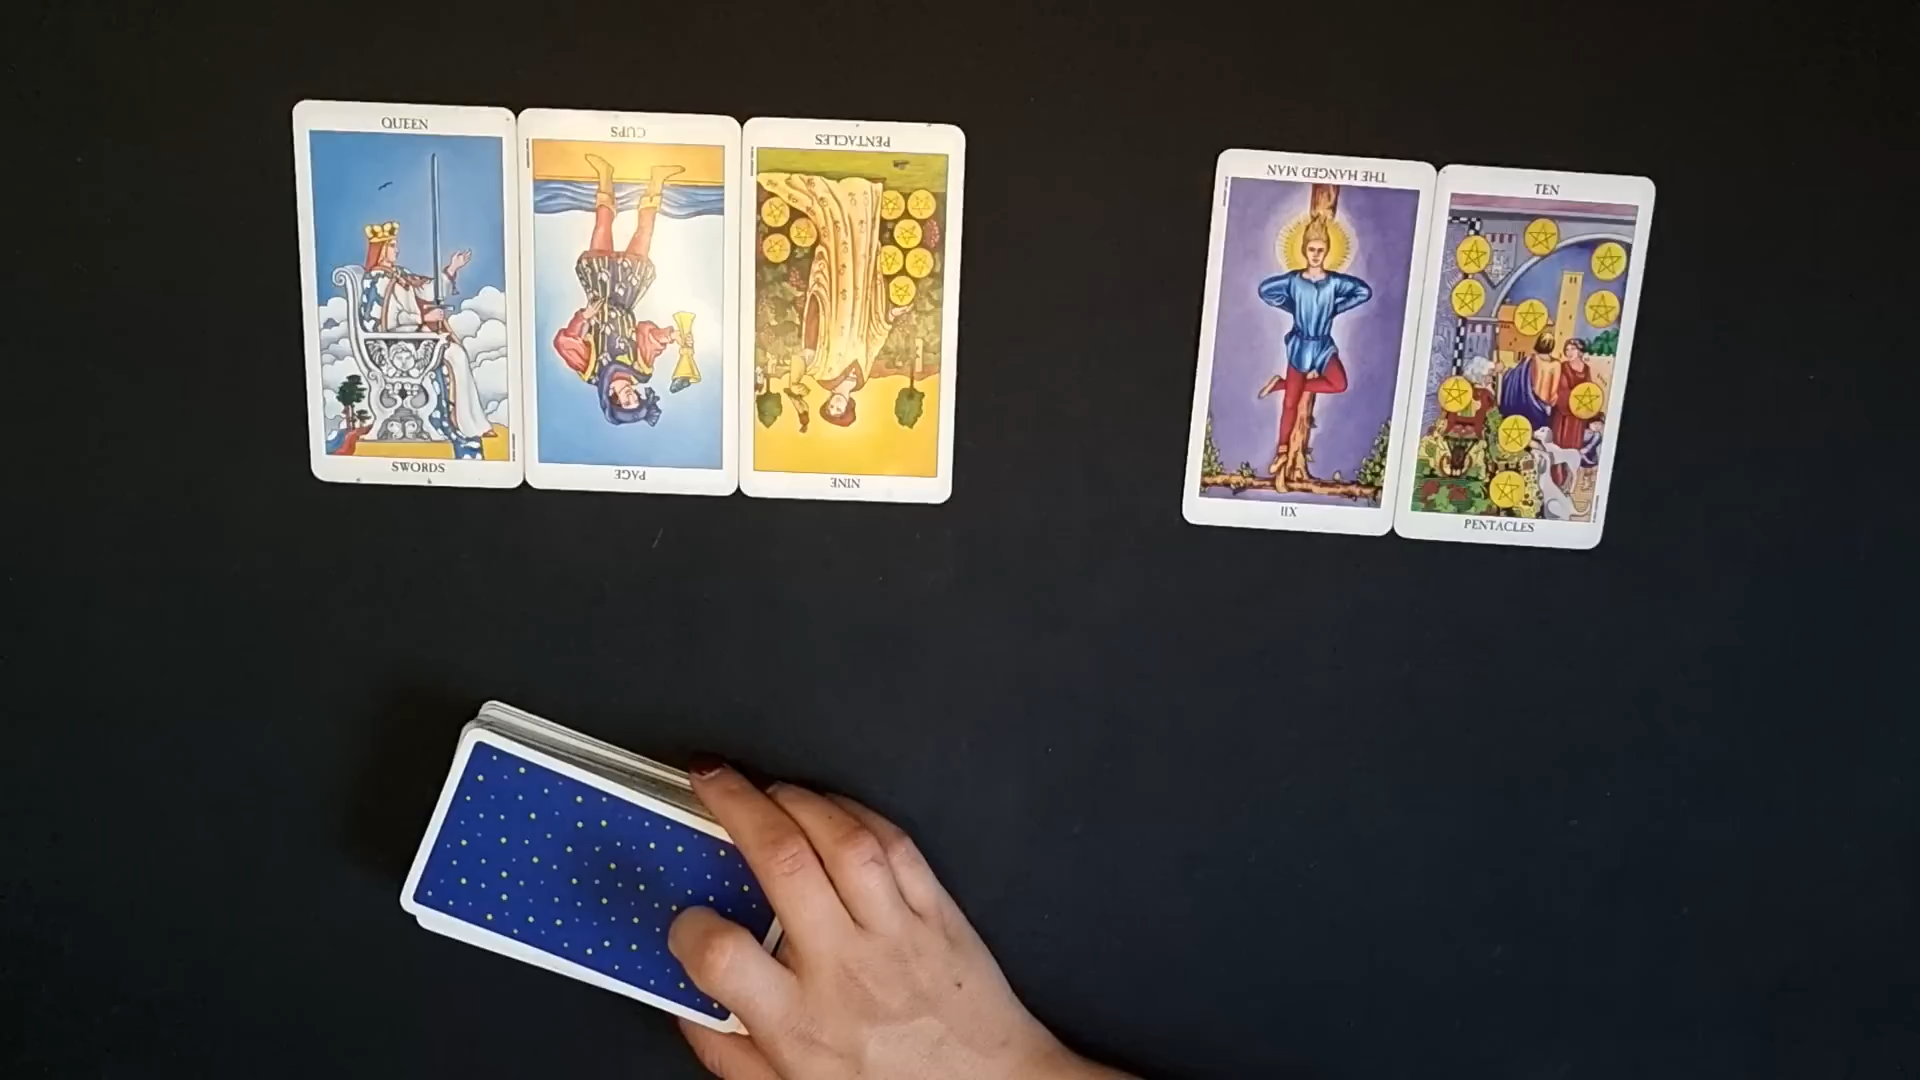 QUEEN
SWORDS
CUPS
PAGE
PENTACLES
NINE
THE HANGED MAN
XII
TEN
PENTACLES